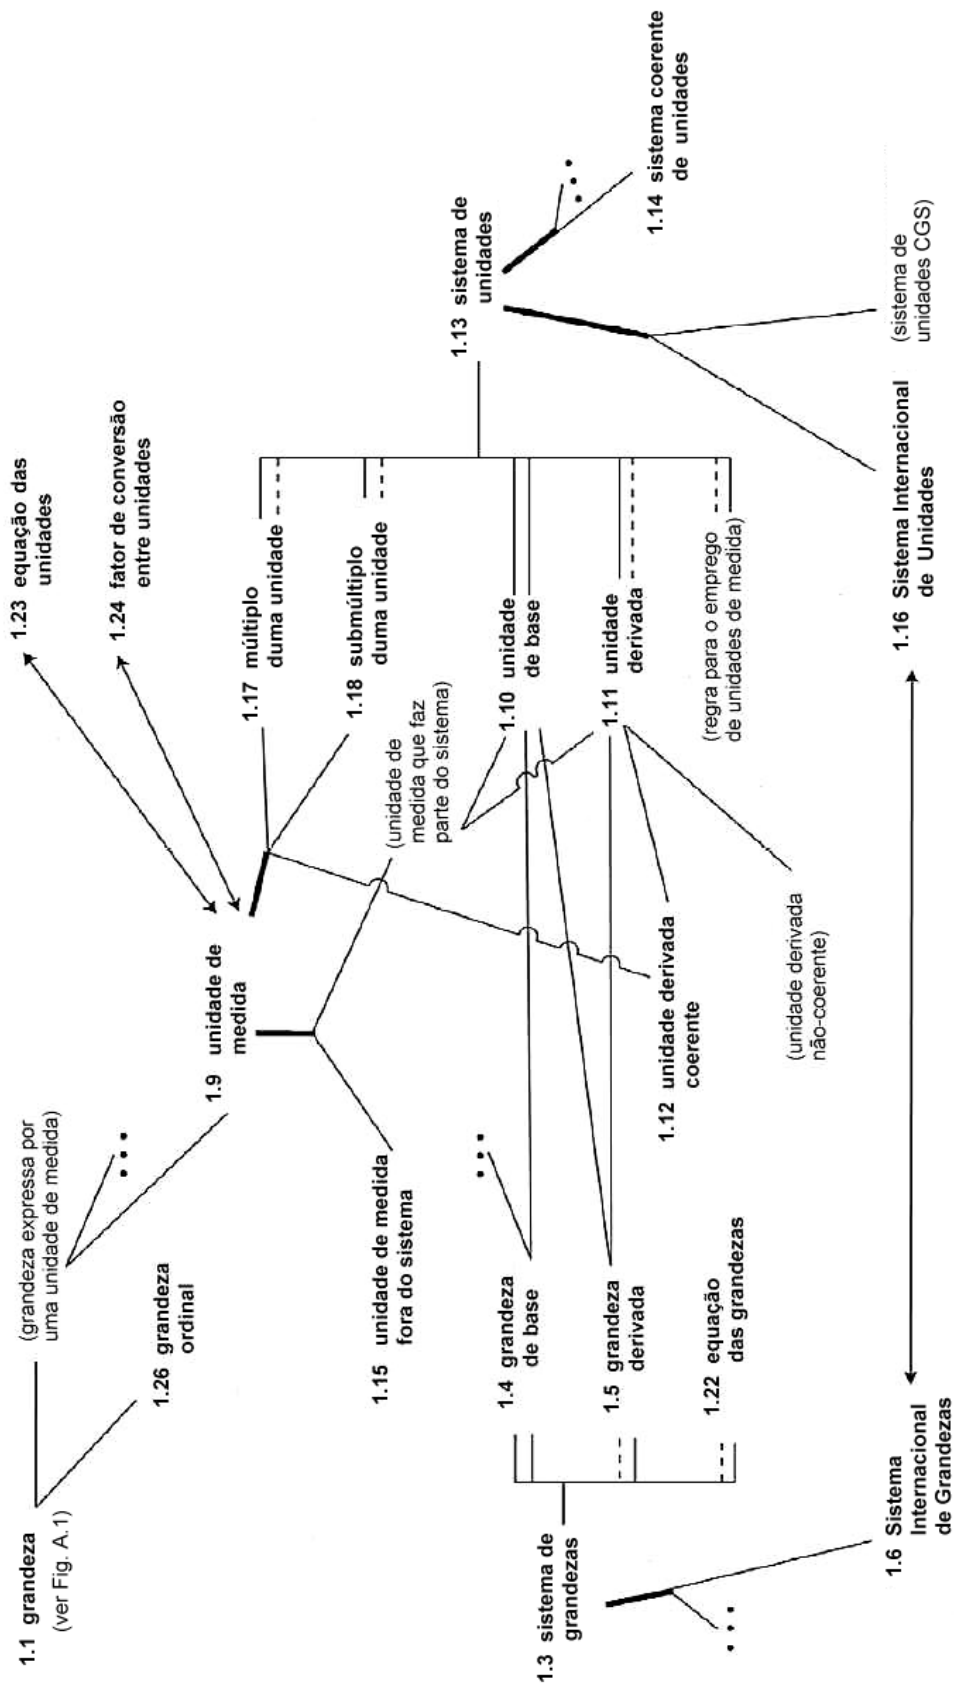 1.1 grandeza
(ver Fig. A.1)
(grandeza expressa por
uma unidade de medida)
1.26 grandeza
ordinal
1.9 unidade de
medida
1.23 equação das
unidades
1.24 fator de conversão
entre unidades
1.17 múltiplo
duma unidade
1.18 submúltiplo
duma unidade
(unidade de
medida que faz
parte do sistema)
1.15 unidade de medida
fora do sistema
1.13 sistema de
unidades
1.14 sistema coerente
de unidades
1.10 unidade
de base
1.11 unidade
derivada
(regra para o emprego
de unidades de medida)
1.12 unidade derivada
coerente
(unidade derivada
não-coerente)
1.3 sistema de
grandezas
1.4 grandeza
de base
1.5 grandeza
derivada
1.22 equação
das grandezas
1.6 Sistema
Internacional
de Grandezas
1.16 Sistema Internacional
de Unidades
(sistema de
unidades CGS)